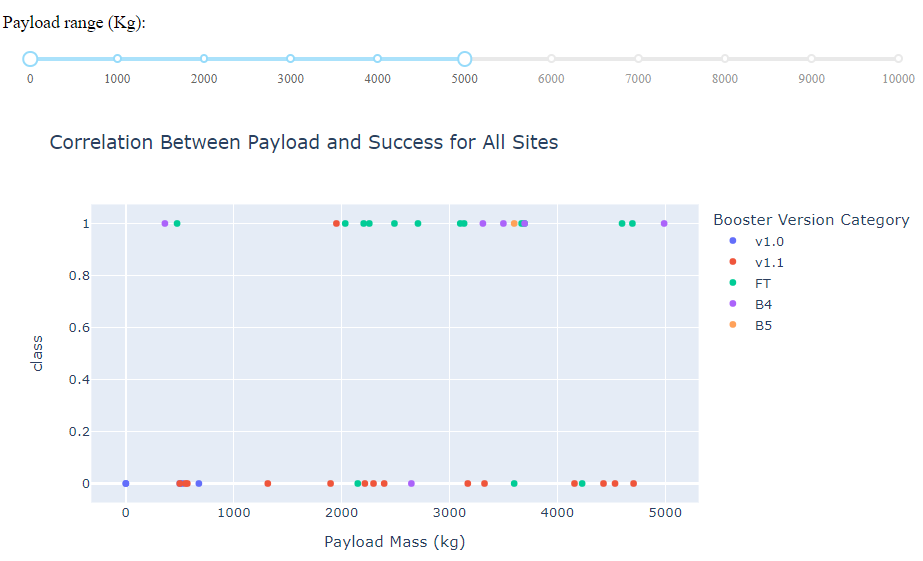 Payload range (Kg):
0 1000 2000 3000 4000 5000 6000 7000 8000 9000 10000
Correlation Between Payload and Success for All Sites
Booster Version Category
v1.0
v1.1
FT
B4
B5
1
0.8
0.6
0.4
0.2
0
class
0 1000 2000 3000 4000 5000
Payload Mass (kg)